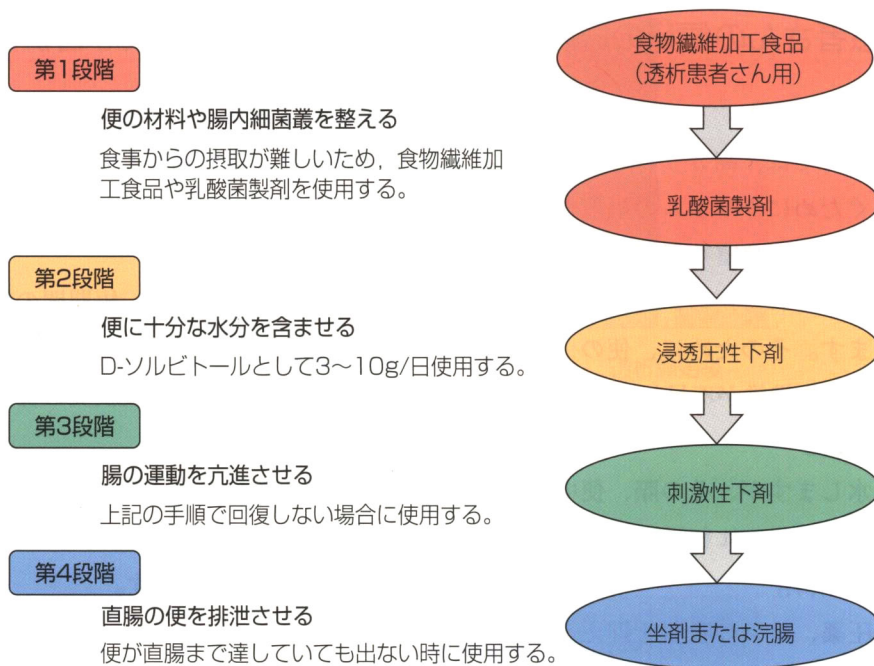 第1段階
便の材料や腸内細菌叢を整える
食事からの摂取が難しいため，食物繊維加
工食品や乳酸菌製剤を使用する。
第2段階
便に十分な水分を含ませる
D-ソルビトールとして3～10g/日使用する。
第3段階
腸の運動を亢進させる
上記の手順で回復しない場合に使用する。
第4段階
直腸の便を排泄させる
便が直腸まで達していても出ない時に使用する。
食物繊維加工食品
（透析患者さん用）
乳酸菌製剤
浸透圧性下剤
刺激性下剤
坐剤または浣腸